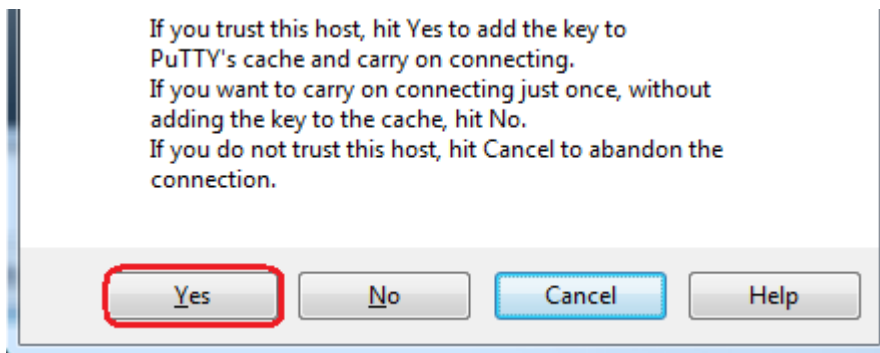 If you trust this host, hit Yes to add the key to
PuTTY's cache and carry on connecting.
If you want to carry on connecting just once, without
adding the key to the cache, hit No.
If you do not trust this host, hit Cancel to abandon the
connection.
Yes No Cancel Help